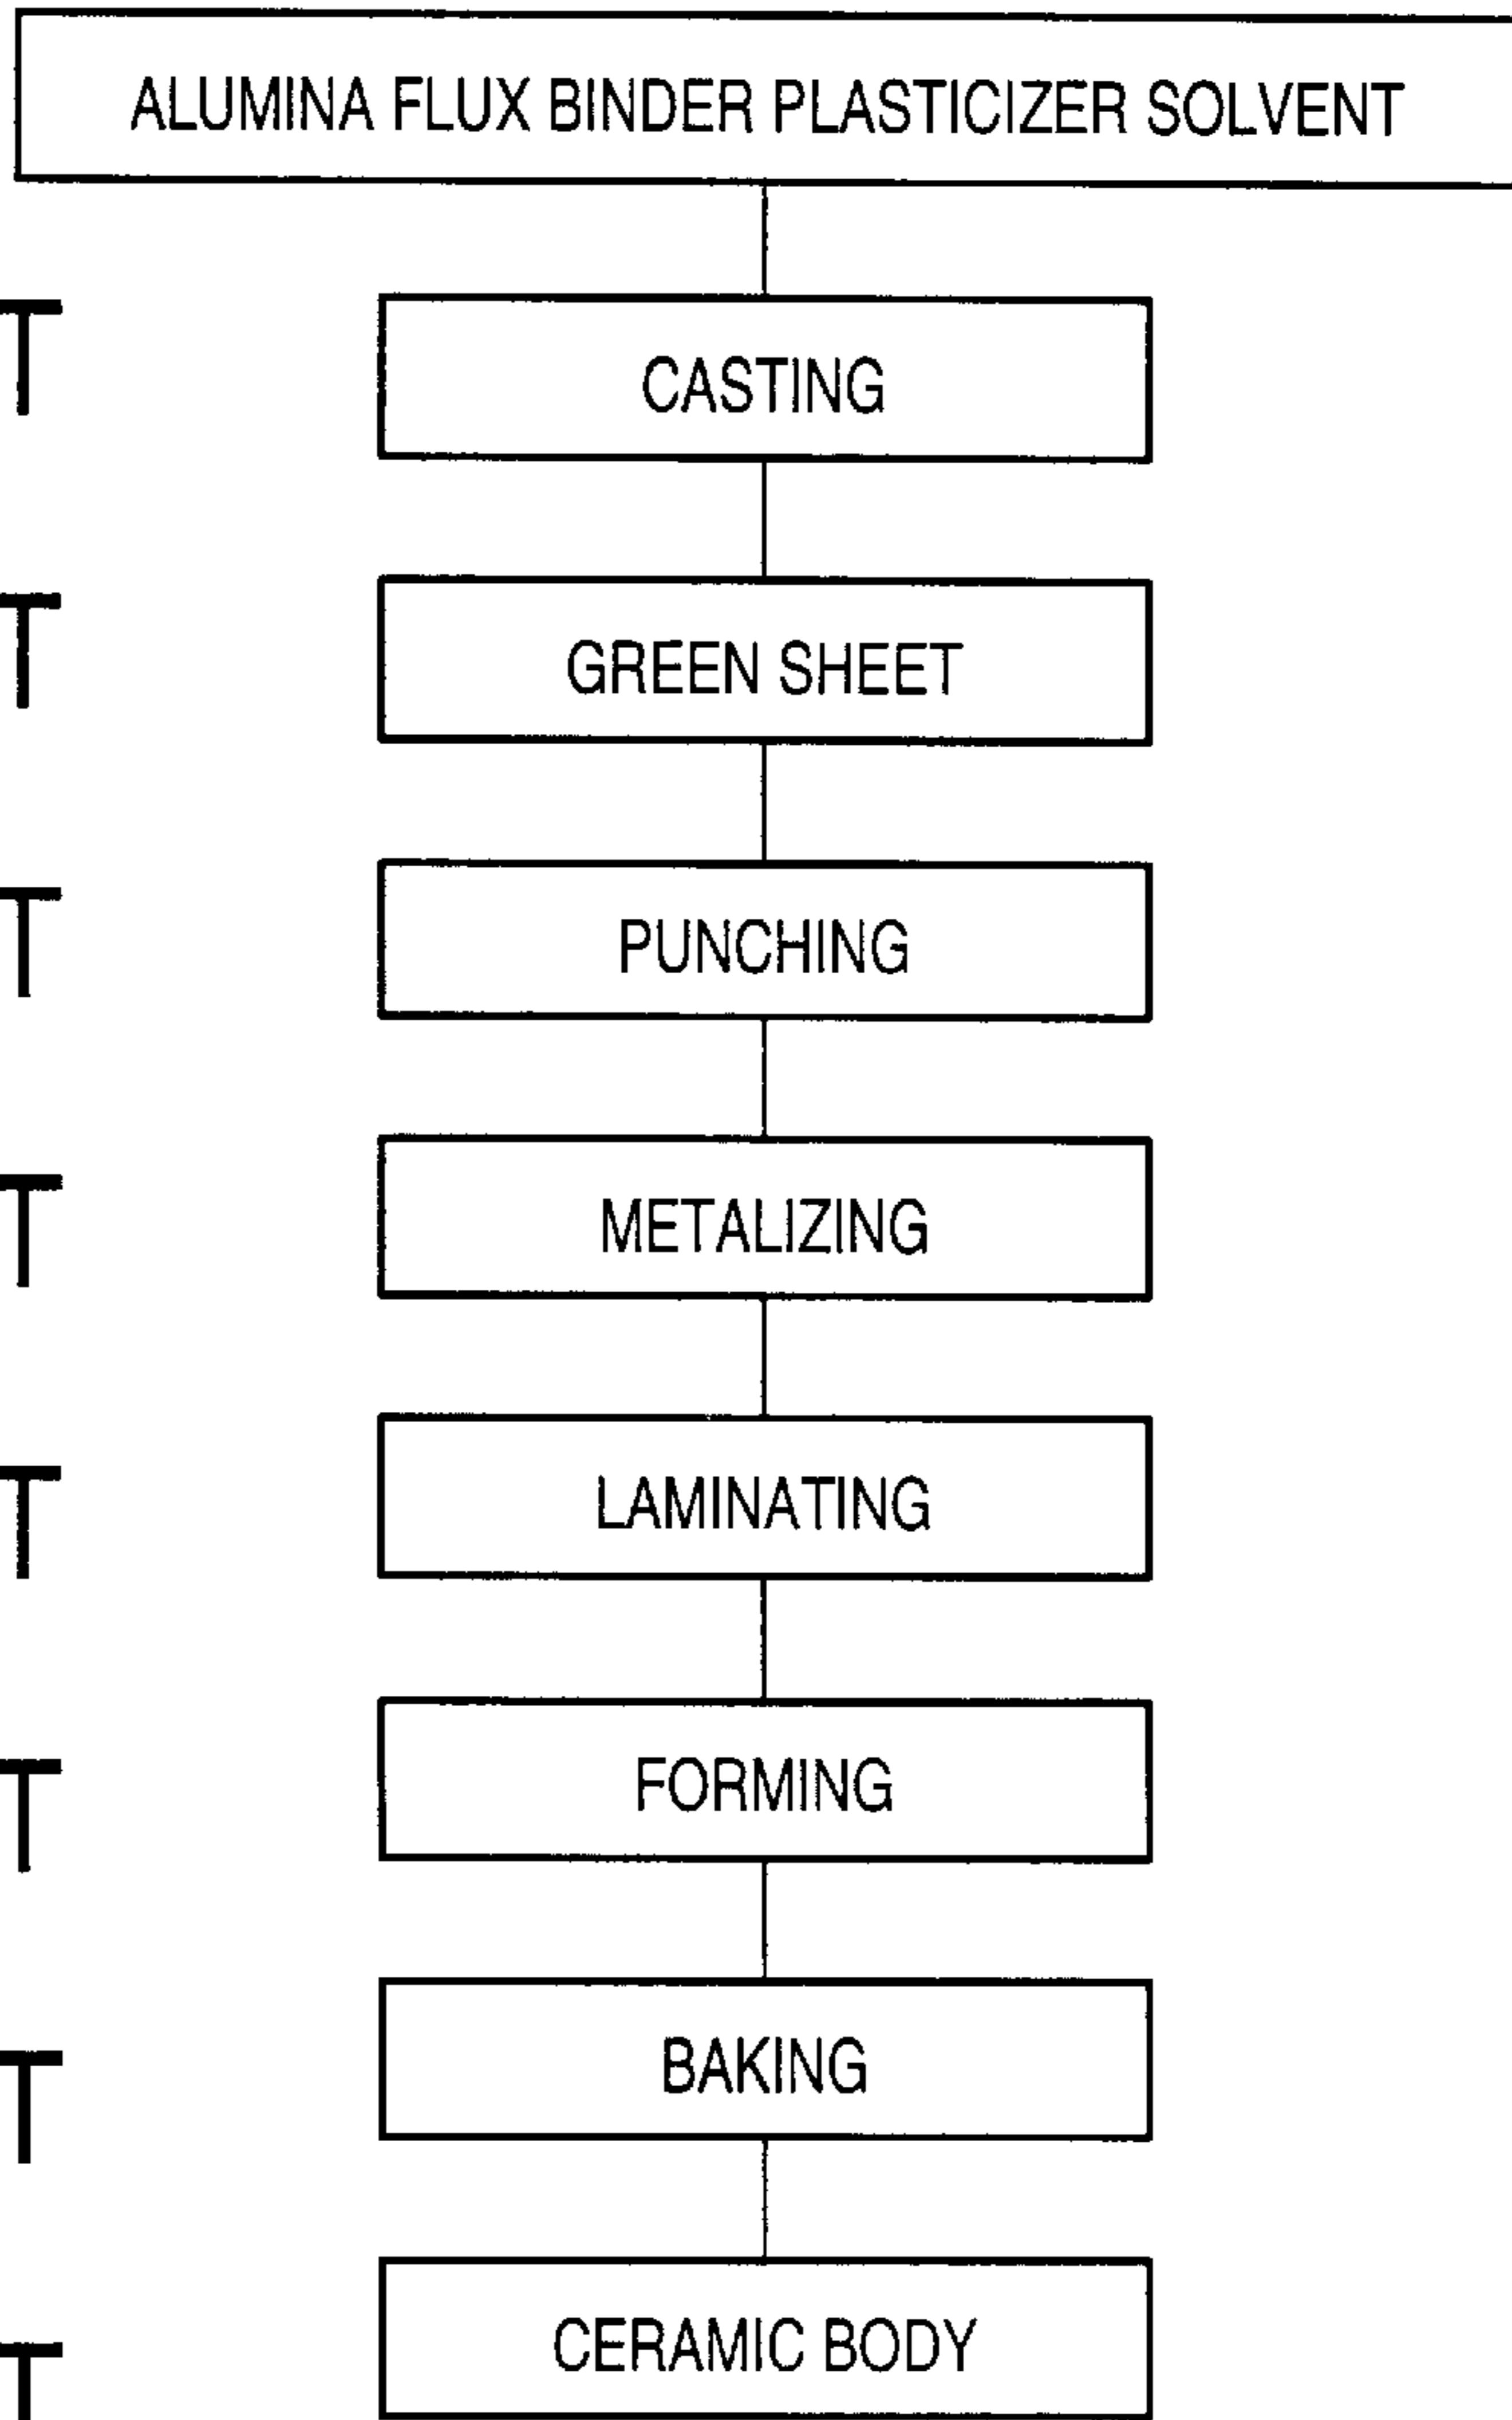 ALUMINA FLUX BINDER PLASTICIZER SOLVENT
T
CASTING
T
GREEN SHEET
T
PUNCHING
T
METALIZING
T
LAMINATING
T
FORMING
T
BAKING
T
CERAMIC BODY